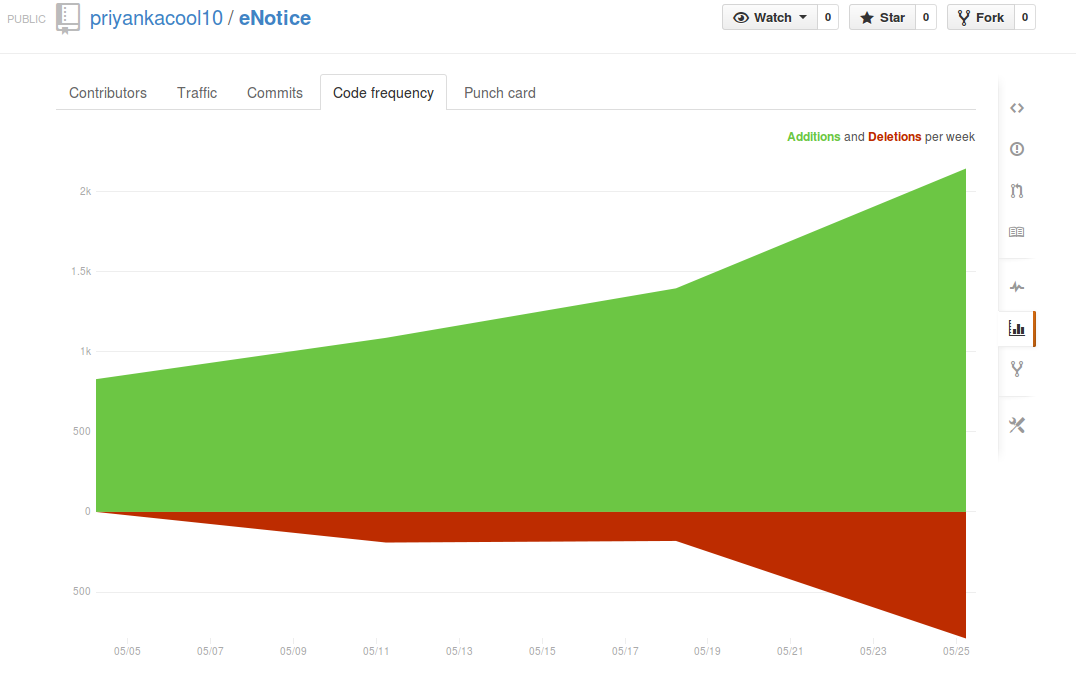 PUBLIC priyankacool10 / eNotice Watch 0 Star 0 Fork 0
Contributors Traffic Commits Code frequency Punch card
Additions and Deletions per week
2k
1.5k
1k
500
0
500
05/05 05/07 05/09 05/11 05/13 05/15 05/17 05/19 05/21 05/23 05/25